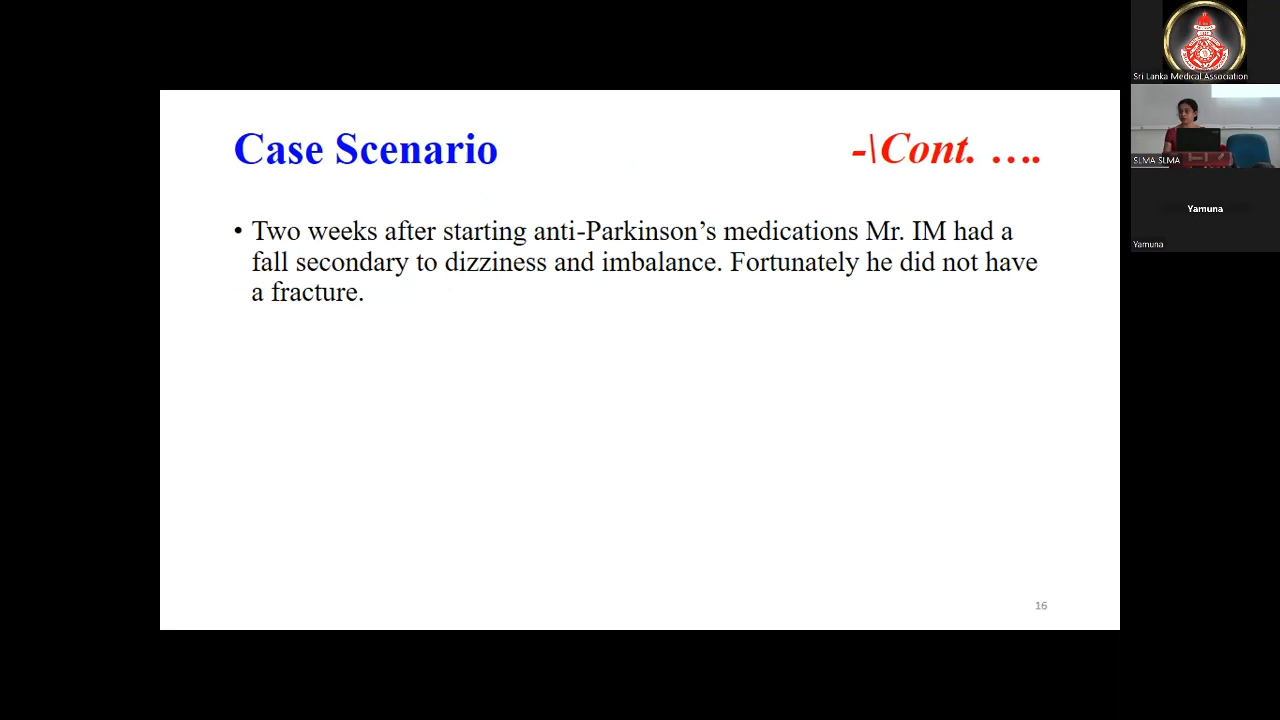 Case Scenario
-\Cont. ….
• Two weeks after starting anti-Parkinson’s medications Mr. IM had a
fall secondary to dizziness and imbalance. Fortunately he did not have
a fracture.
16
Sri Lanka Medical Association
SLMA SLMA
Yamuna
Yamuna